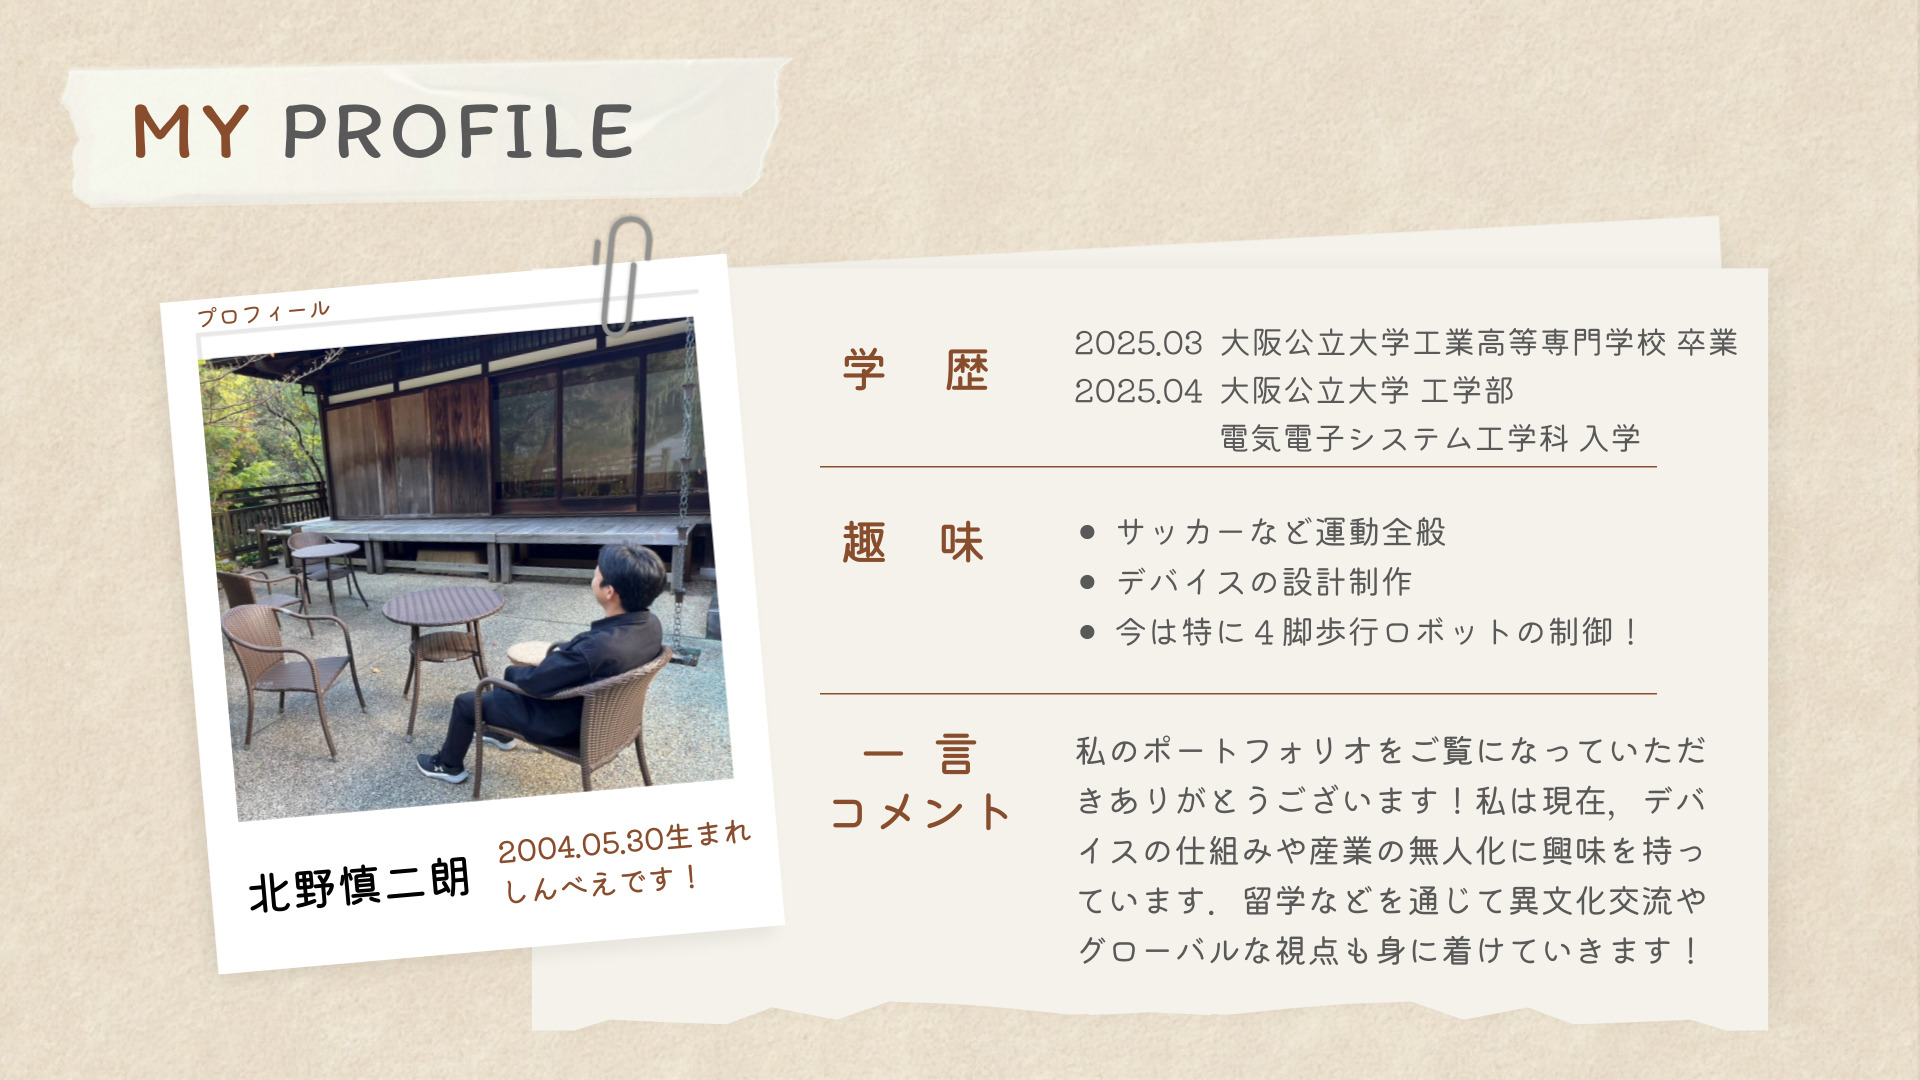 MY PROFILE
プロフィール
北野慎二朗
2004.05.30生まれ
しんべえです！
学 歴
2025.03 大阪公立大学工業高等専門学校 卒業
2025.04 大阪公立大学 工学部
電気電子システム工学科 入学
趣 味
• サッカーなど運動全般
• デバイスの設計制作
• 今は特に４脚歩行ロボットの制御！
一 言
コメント
私のポートフォリオをご覧になっていただ
きありがとうございます！私は現在，デバ
イスの仕組みや産業の無人化に興味を持っ
ています．留学などを通じて異文化交流や
グローバルな視点も身に着けていきます！